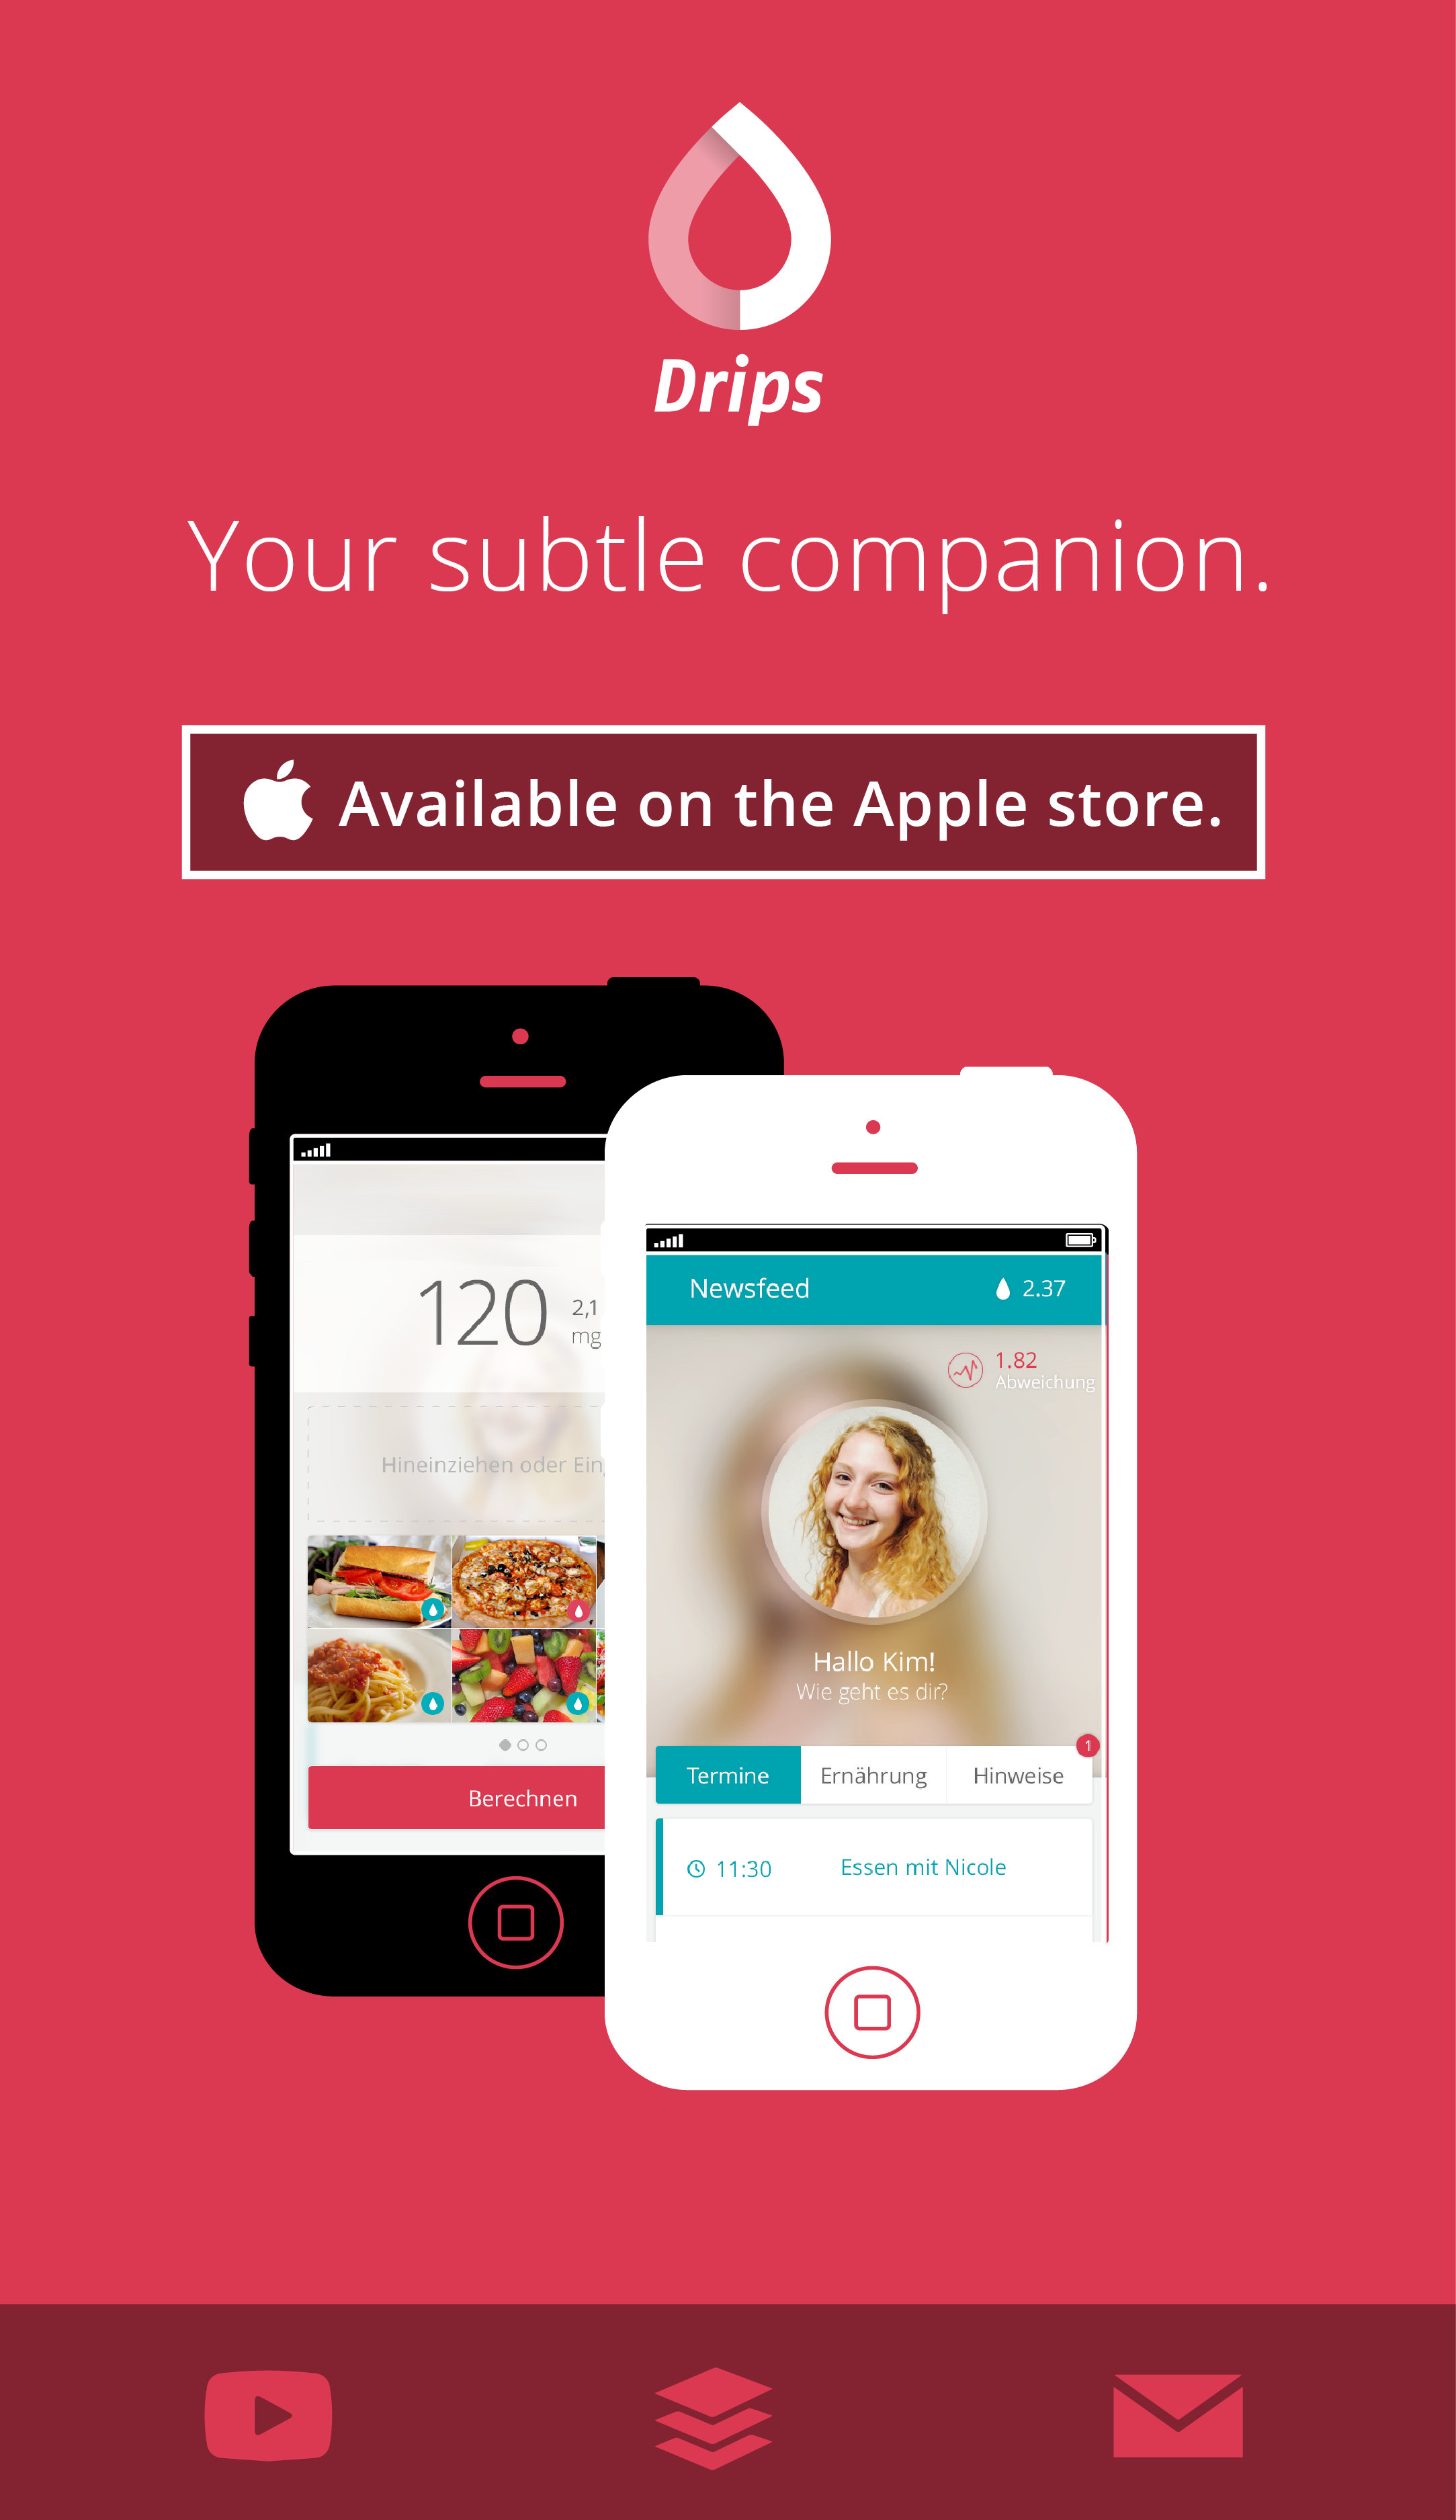 Drips
Your subtle companion.
Available on the Apple store.
120
2,1
mg
Hineinziehen oder Ein
Berechnen
Newsfeed
2.37
1.82
Abweichung
Hallo Kim!
Wie geht es dir?
1
Termine Ernährung Hinweise
11:30 Essen mit Nicole